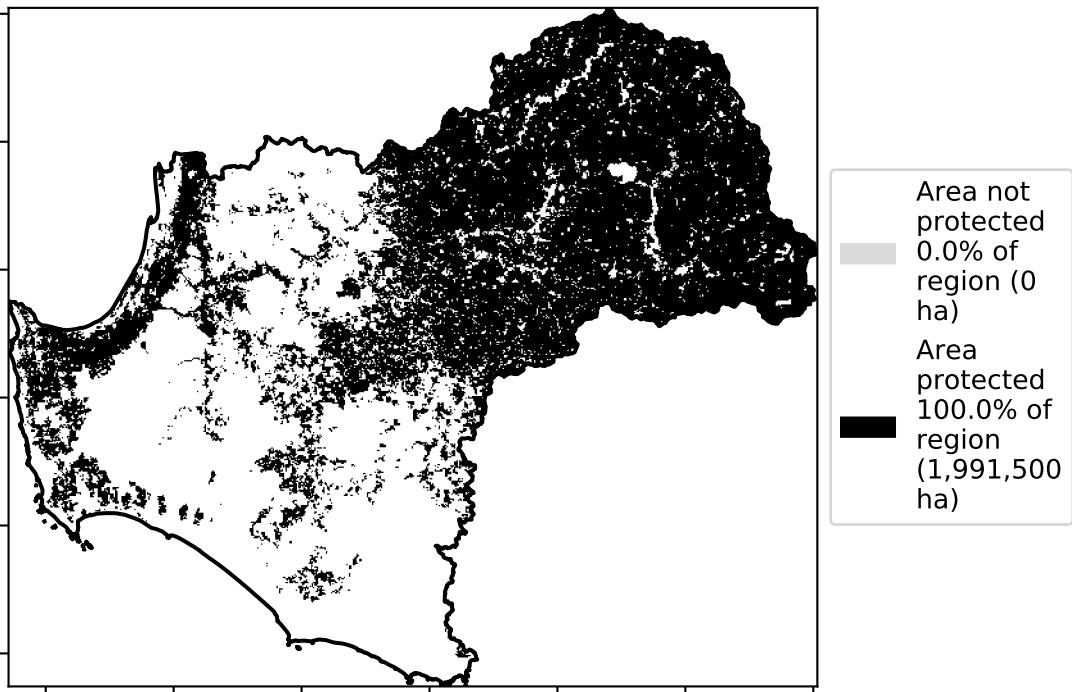 Area not
protected
0.0% of
region (0
ha)
Area
protected
100.0% of
region
(1,991,500
ha)